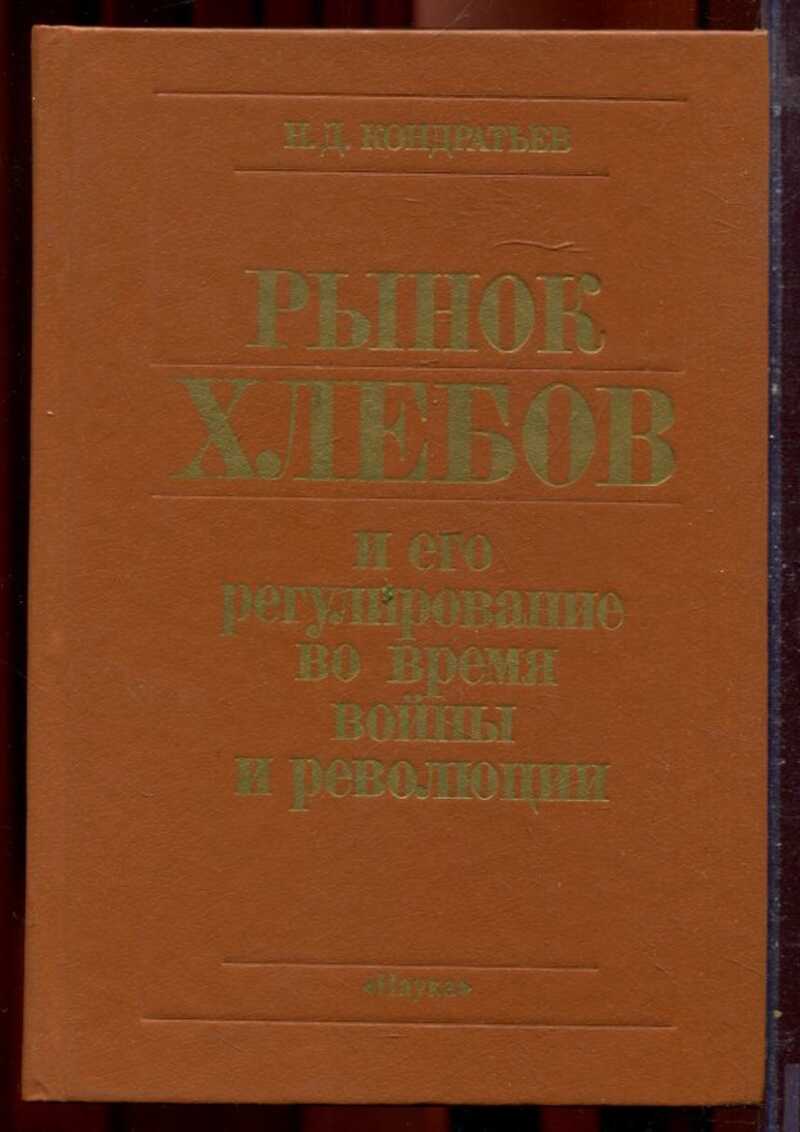 Н. Д. КОНДРАТЬЕВ
РЫНОК
ХЛЕБОВ
и его
регулирование
во время
войны
и революции
«Наука»